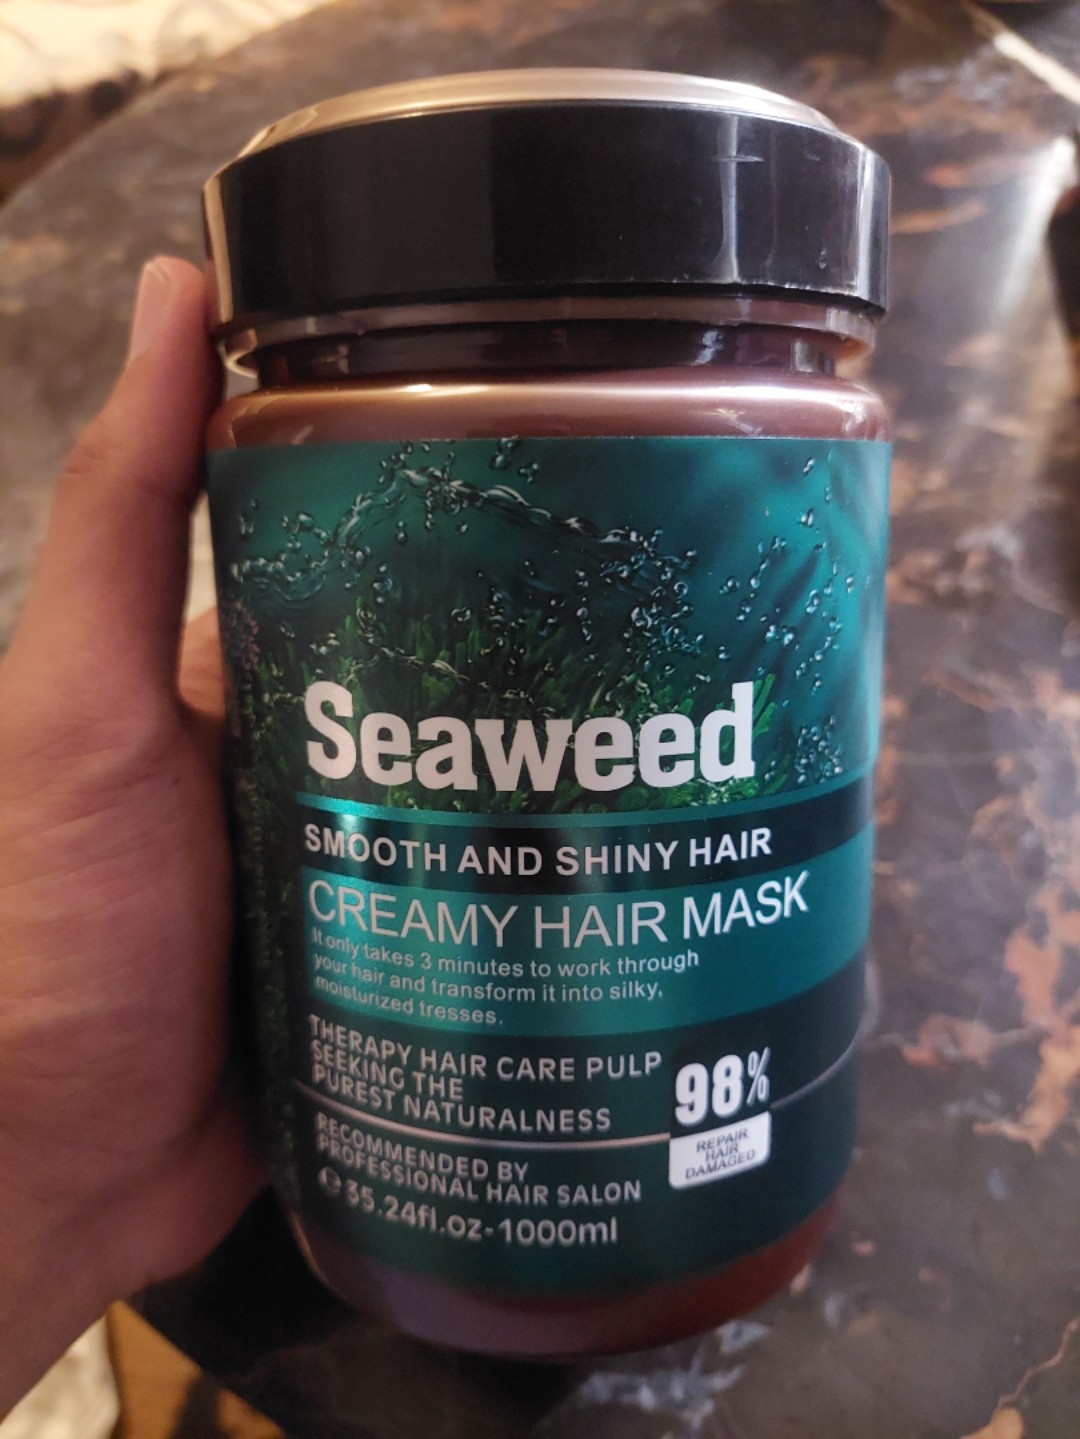 Seaweed
SMOOTH AND SHINY HAIR
CREAMY HAIR MASK
It only takes 3 minutes to work through
your hair and transform it into silky,
moisturized tresses.
THERAPY HAIR CARE PULP
SEEKING THE
PUREST NATURALNESS
98%
REPAIR
HAIR
DAMAGED
RECOMMENDED BY
PROFESSIONAL HAIR SALON
℮35.24fl.oz-1000ml